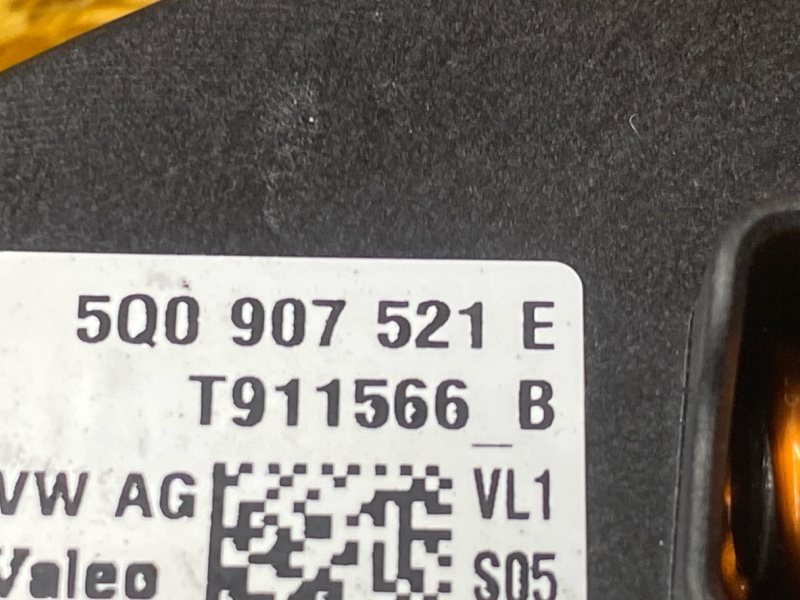 5Q0 907 521 E
T911566_B
VW AG VL1
Valeo S05